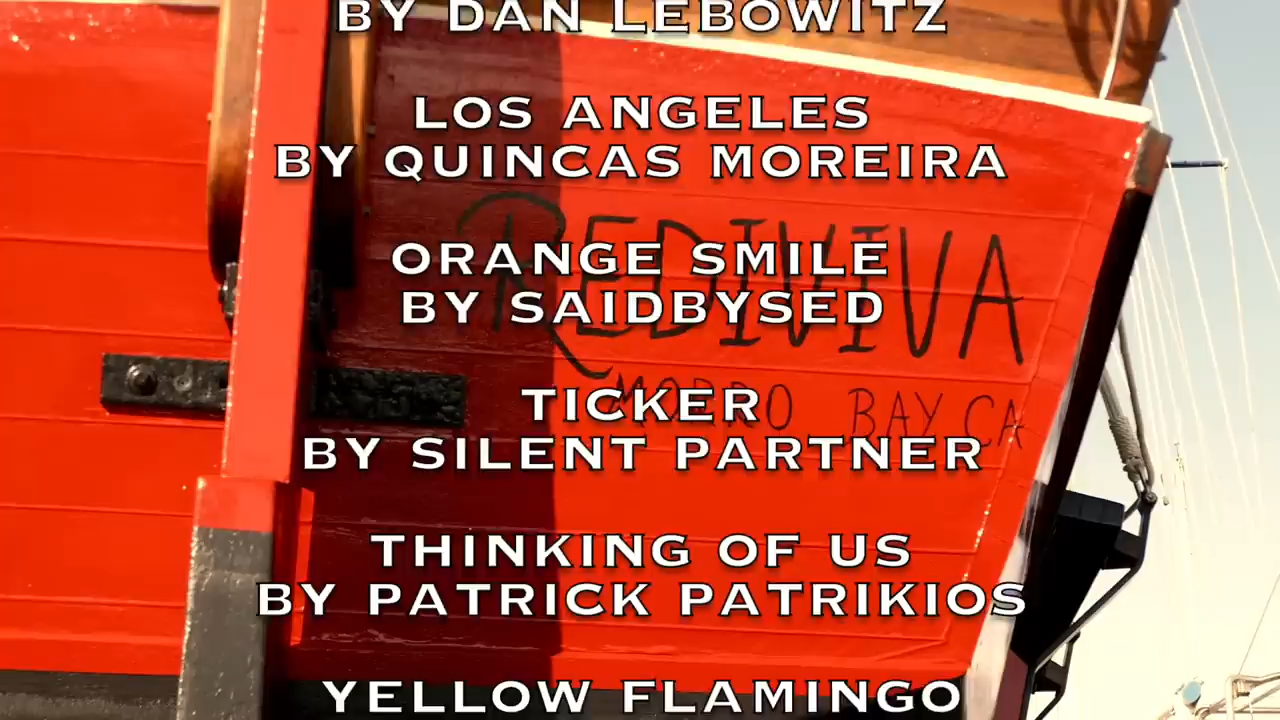 BY DAN LEBOWITZ
LOS ANGELES
BY QUINCAS MOREIRA
REDIVIVA
ORANGE SMILE
BY SAIDBYSED
TICKER
MORRO BAY CA
BY SILENT PARTNER
THINKING OF US
BY PATRICK PATRIKIOS
YELLOW FLAMINGO